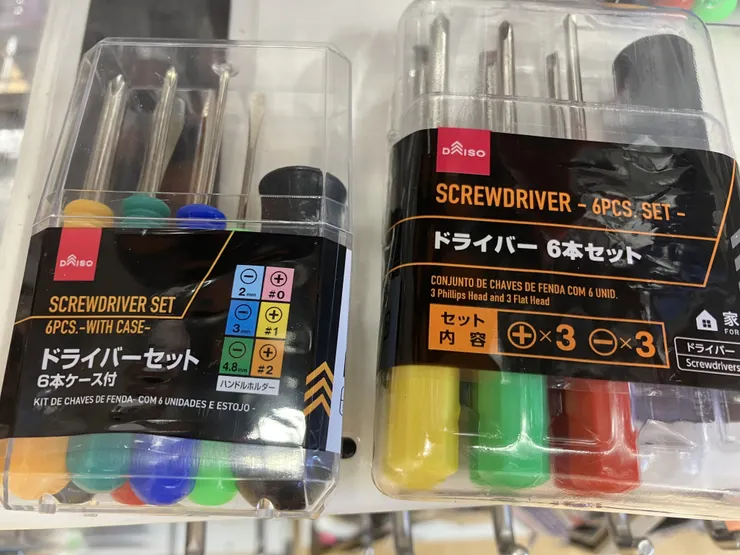 DAISO
SCREWDRIVER SET
6PCS.-WITH CASE-
ドライバーセット
6本ケース付
KIT DE CHAVES DE FENDA- COM 6 UNIDADES E ESTOJO -
2mm #0
3mm #1
4.8mm #2
ハンドルホルダー
DAISO
SCREWDRIVER - 6PCS. SET -
ドライバー 6本セット
CONJUNTO DE CHAVES DE FENDA COM 6 UNID.
3 Phillips Head and 3 Flat Head
セット
内容
×3 ×3
家
FOR
ドライバー
Screwdrivers